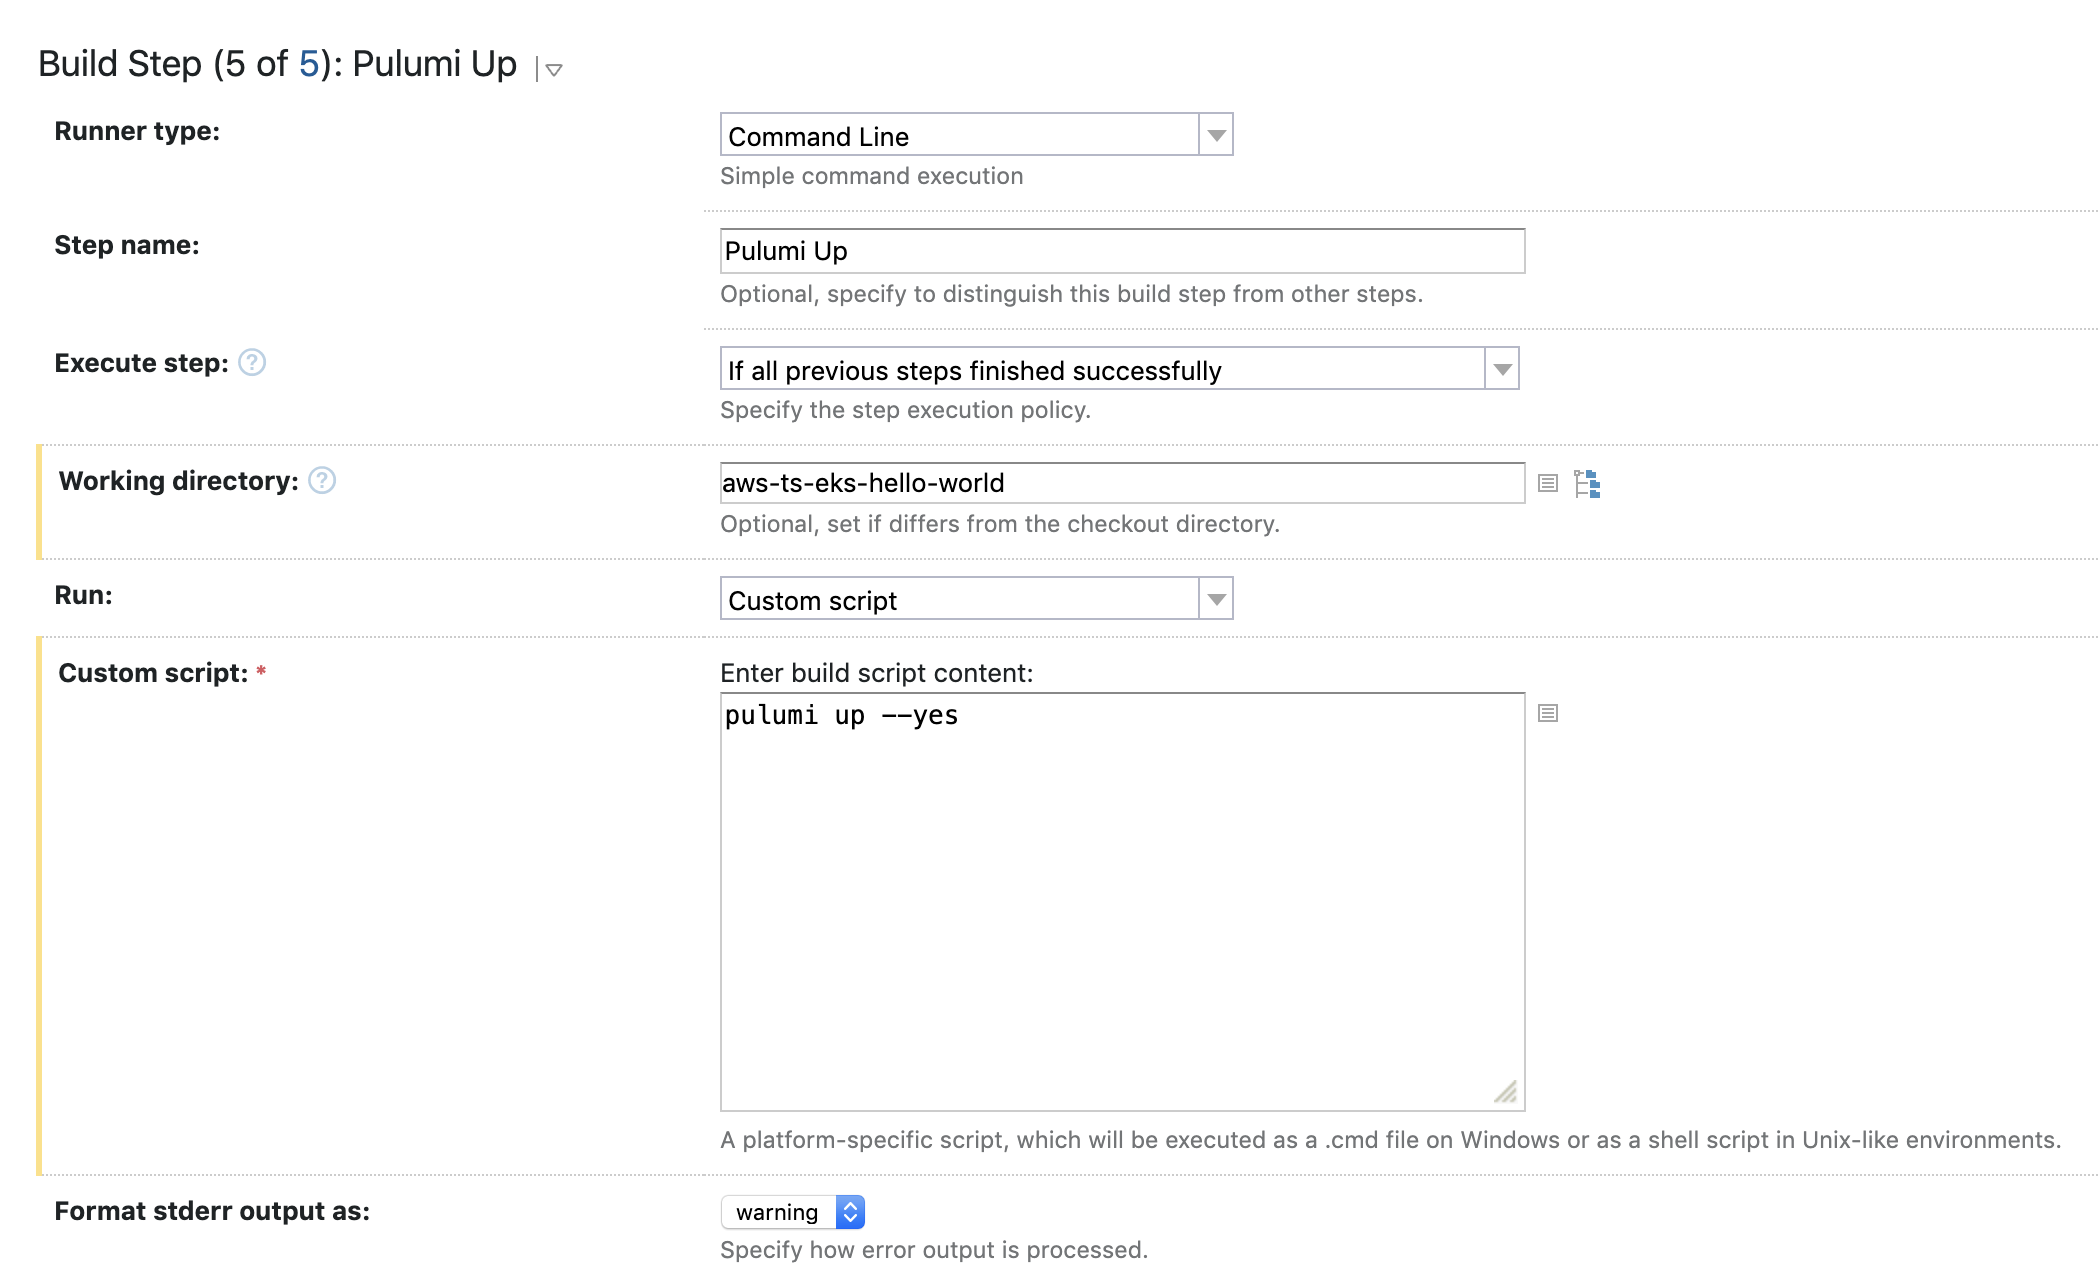 Build Step (5 of 5): Pulumi Up
Runner type:
Command Line
Simple command execution
Step name:
Pulumi Up
Optional, specify to distinguish this build step from other steps.
Execute step: ?
If all previous steps finished successfully
Specify the step execution policy.
Working directory: ?
aws-ts-eks-hello-world
Optional, set if differs from the checkout directory.
Run:
Custom script
Custom script: *
Enter build script content:
pulumi up --yes
A platform-specific script, which will be executed as a .cmd file on Windows or as a shell script in Unix-like environments.
Format stderr output as:
warning
Specify how error output is processed.